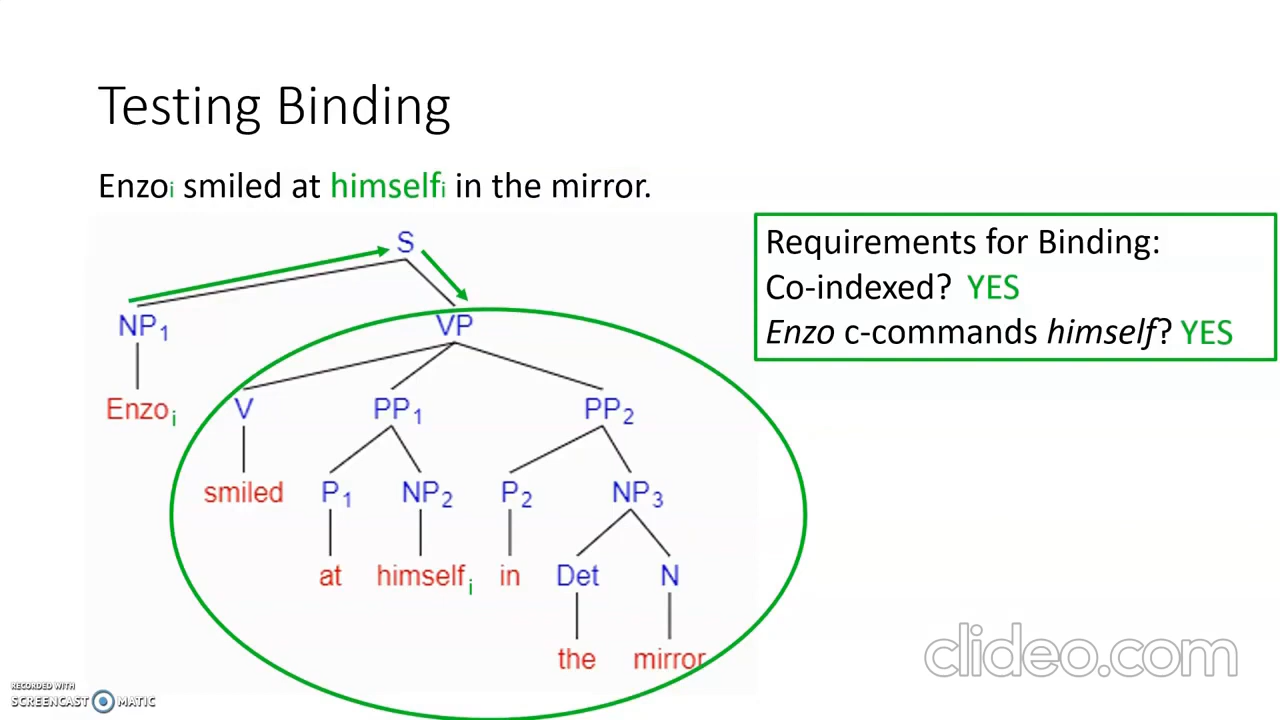 Testing Binding
Enzoᵢ smiled at himselfᵢ in the mirror.
Requirements for Binding:
Co-indexed? YES
Enzo c-commands himself? YES
S
NP₁ VP
Enzoᵢ V PP₁ PP₂
smiled P₁ NP₂ P₂ NP₃
at himselfᵢ in Det N
the mirror
clideo.com
RECORDED WITH
SCREENCAST MATIC